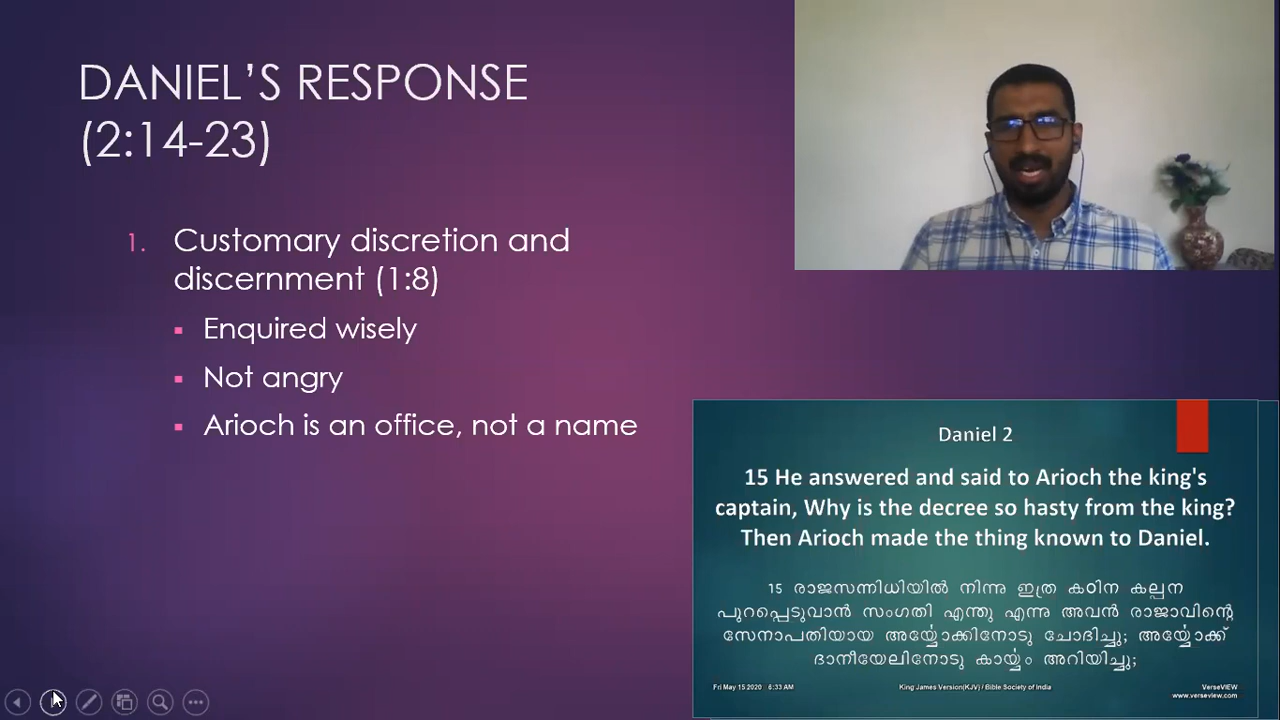 DANIEL’S RESPONSE
(2:14-23)
1. Customary discretion and
discernment (1:8)
▪ Enquired wisely
▪ Not angry
▪ Arioch is an office, not a name
Daniel 2
15 He answered and said to Arioch the king's
captain, Why is the decree so hasty from the king?
Then Arioch made the thing known to Daniel.
15 രാജസന്നിധിയിൽ നിന്നു ഇത്ര കഠിന കല്പന
പുറപ്പെടുവാൻ സംഗതി എന്തു എന്നു അവൻ രാജാവിന്റെ
സേനാപതിയായ അൎയ്യോക്കിനോടു ചോദിച്ചു; അൎയ്യോക്ക്
ദാനീയേലിനോടു കാൎയ്യം അറിയിച്ചു;
Fri May 15 2020 6:33 AM
King James Version(KJV) / Bible Society of India
VerseVIEW
www.verseview.com